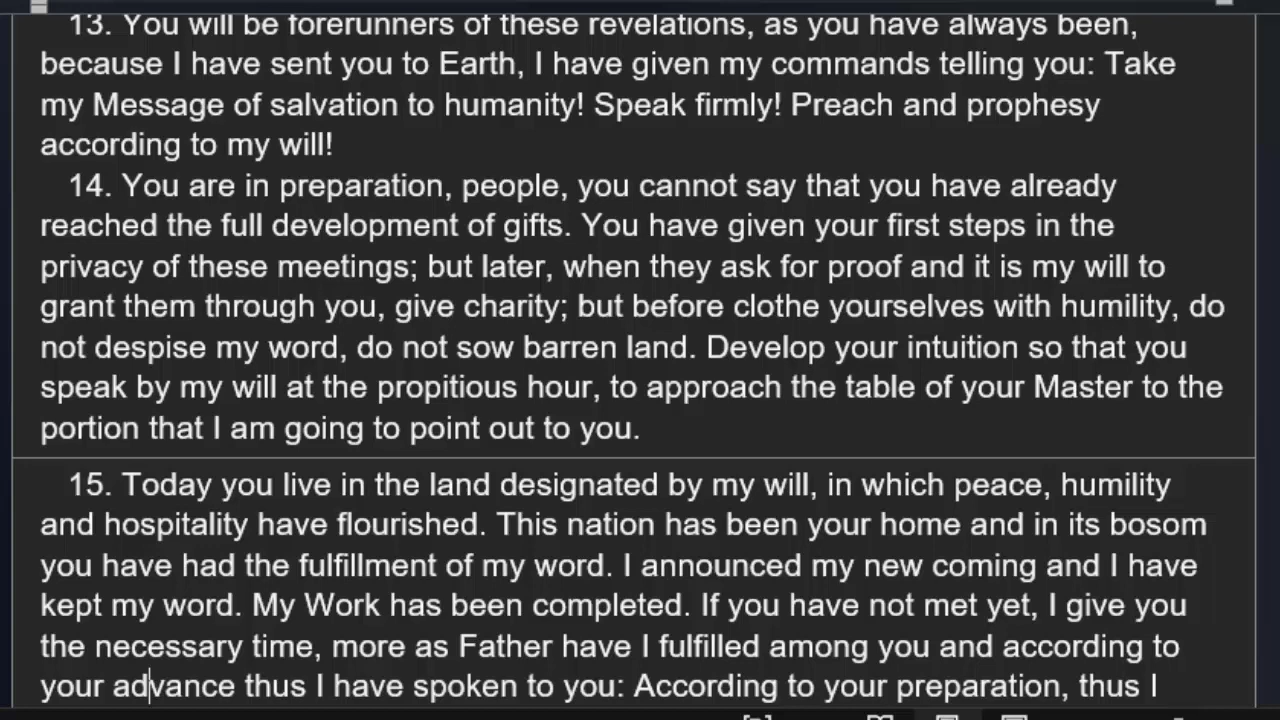 13. You will be forerunners of these revelations, as you have always been,
because I have sent you to Earth, I have given my commands telling you: Take
my Message of salvation to humanity! Speak firmly! Preach and prophesy
according to my will!
14. You are in preparation, people, you cannot say that you have already
reached the full development of gifts. You have given your first steps in the
privacy of these meetings; but later, when they ask for proof and it is my will to
grant them through you, give charity; but before clothe yourselves with humility, do
not despise my word, do not sow barren land. Develop your intuition so that you
speak by my will at the propitious hour, to approach the table of your Master to the
portion that I am going to point out to you.
15. Today you live in the land designated by my will, in which peace, humility
and hospitality have flourished. This nation has been your home and in its bosom
you have had the fulfillment of my word. I announced my new coming and I have
kept my word. My Work has been completed. If you have not met yet, I give you
the necessary time, more as Father have I fulfilled among you and according to
your advance thus I have spoken to you: According to your preparation, thus I